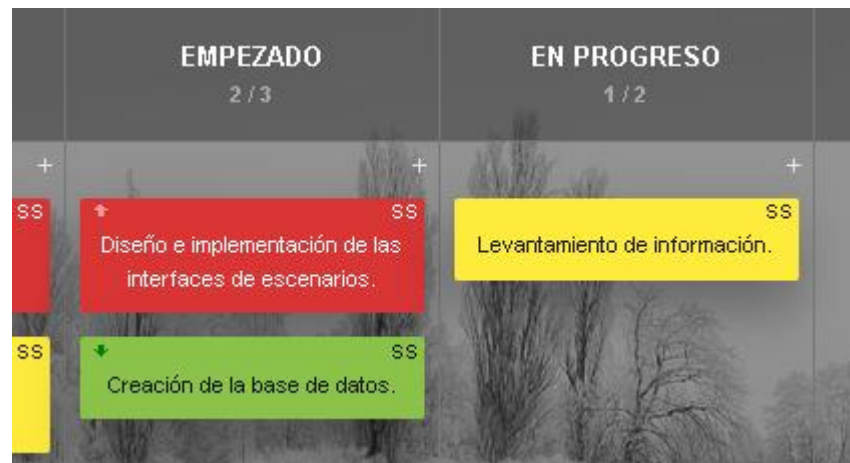 EMPEZADO
2 / 3
EN PROGRESO
1 / 2
+
+
+
SS
SS
Diseño e implementación de las
interfaces de escenarios.
SS
Levantamiento de información.
SS
SS
Creación de la base de datos.